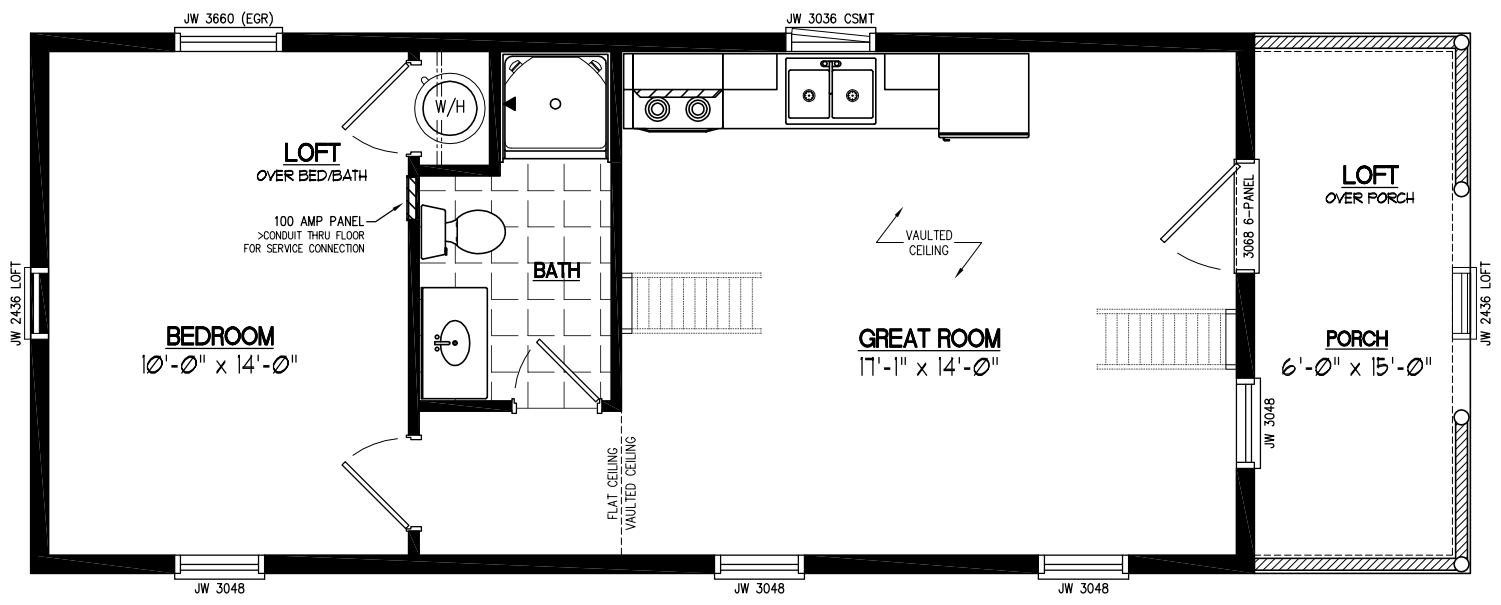 JW 3660 (EGR)
JW 3036 CSMT
W/H
LOFT
OVER BED/BATH
LOFT
OVER PORCH
3068 6-PANEL
100 AMP PANEL
>CONDUIT THRU FLOOR
FOR SERVICE CONNECTION
VAULTED
CEILING
BATH
JW 2436 LOFT
JW 2436 LOFT
BEDROOM
10'-0" x 14'-0"
GREAT ROOM
17'-1" x 14'-0"
PORCH
6'-0" x 15'-0"
JW 3048
FLAT CEILING
VAULTED CEILING
JW 3048
JW 3048
JW 3048